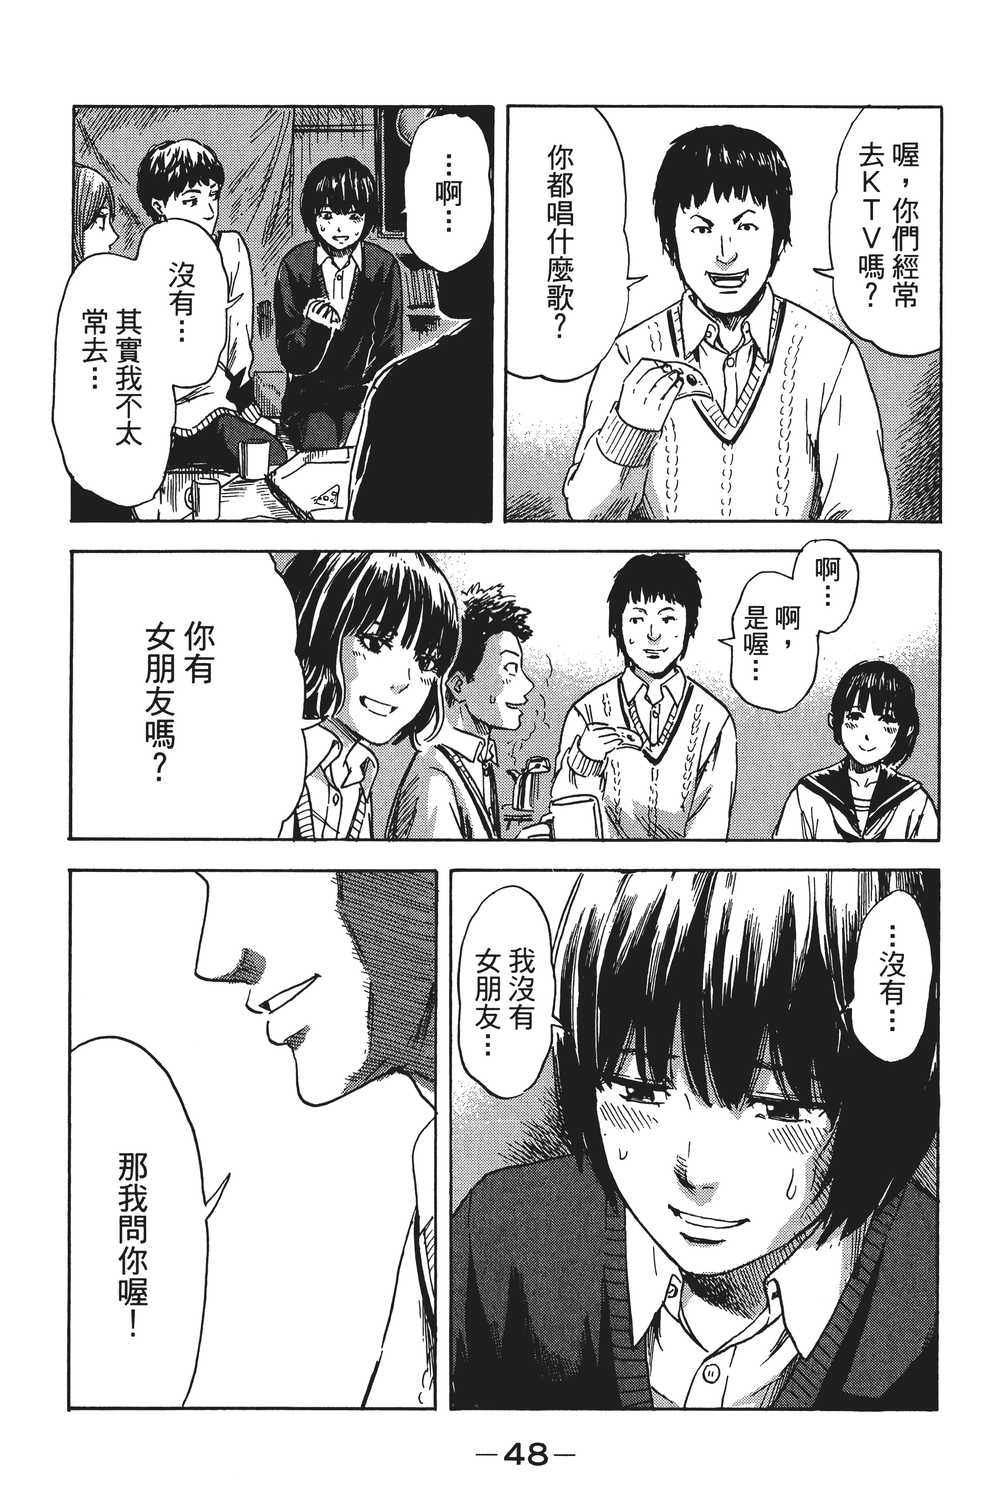 喔，你們經常
去KTV嗎？
你都唱什麼歌？
…啊…
沒有…
其實我不太
常去…
啊…
啊，
是喔…
你有
女朋友嗎？
…沒有…
我沒有
女朋友…
那我問你喔！
—48—